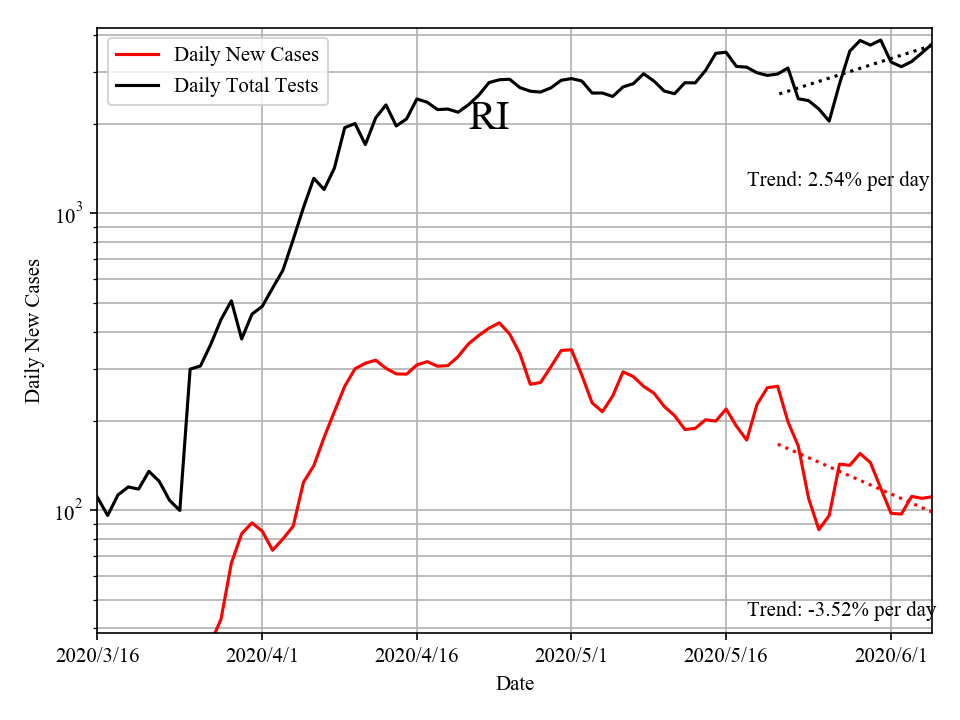 Daily New Cases
Daily Total Tests
RI
Trend: 2.54% per day
10³
Daily New Cases
10²
Trend: -3.52% per day
2020/3/16 2020/4/1 2020/4/16 2020/5/1 2020/5/16 2020/6/1
Date